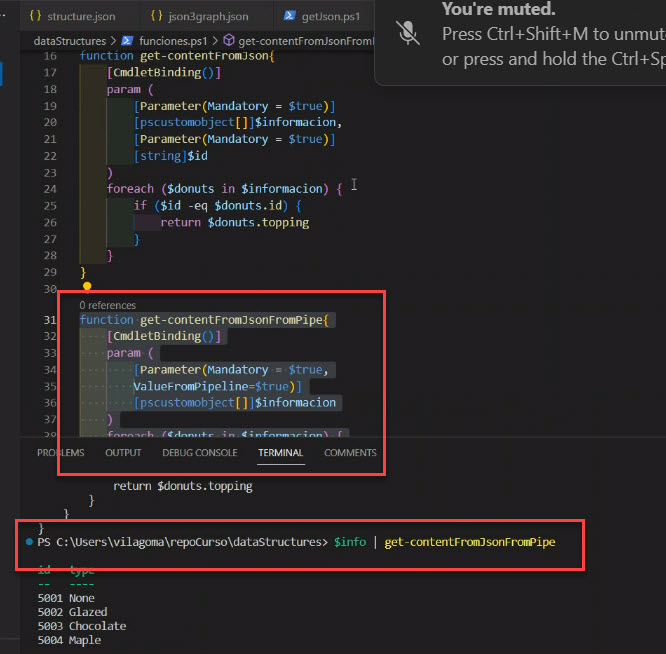 structure.json
json3graph.json
getJson.ps1
You're muted.
Press Ctrl+Shift+M to unmute
or press and hold the Ctrl+Sp
dataStructures > funciones.ps1 > get-contentFromJsonFromP
16 function get-contentFromJson{
17 [CmdletBinding()]
18 param (
19 [Parameter(Mandatory = $true)]
20 [pscustomobject[]]$informacion,
21 [Parameter(Mandatory = $true)]
22 [string]$id
23 )
24 foreach ($donuts in $informacion) {
25 if ($id -eq $donuts.id) {
26 return $donuts.topping
27 }
28 }
29 }
30
0 references
31 function get-contentFromJsonFromPipe{
32 [CmdletBinding()]
33 param (
34 [Parameter(Mandatory = $true,
35 ValueFromPipeline=$true)]
36 [pscustomobject[]]$informacion
37 )
38 foreach ($donuts in $informacion) {
PROBLEMS OUTPUT DEBUG CONSOLE TERMINAL COMMENTS
return $donuts.topping
}
}
}
PS C:\Users\vilagoma\repoCurso\dataStructures> $info | get-contentFromJsonFromPipe
id type
-- ----
5001 None
5002 Glazed
5003 Chocolate
5004 Maple